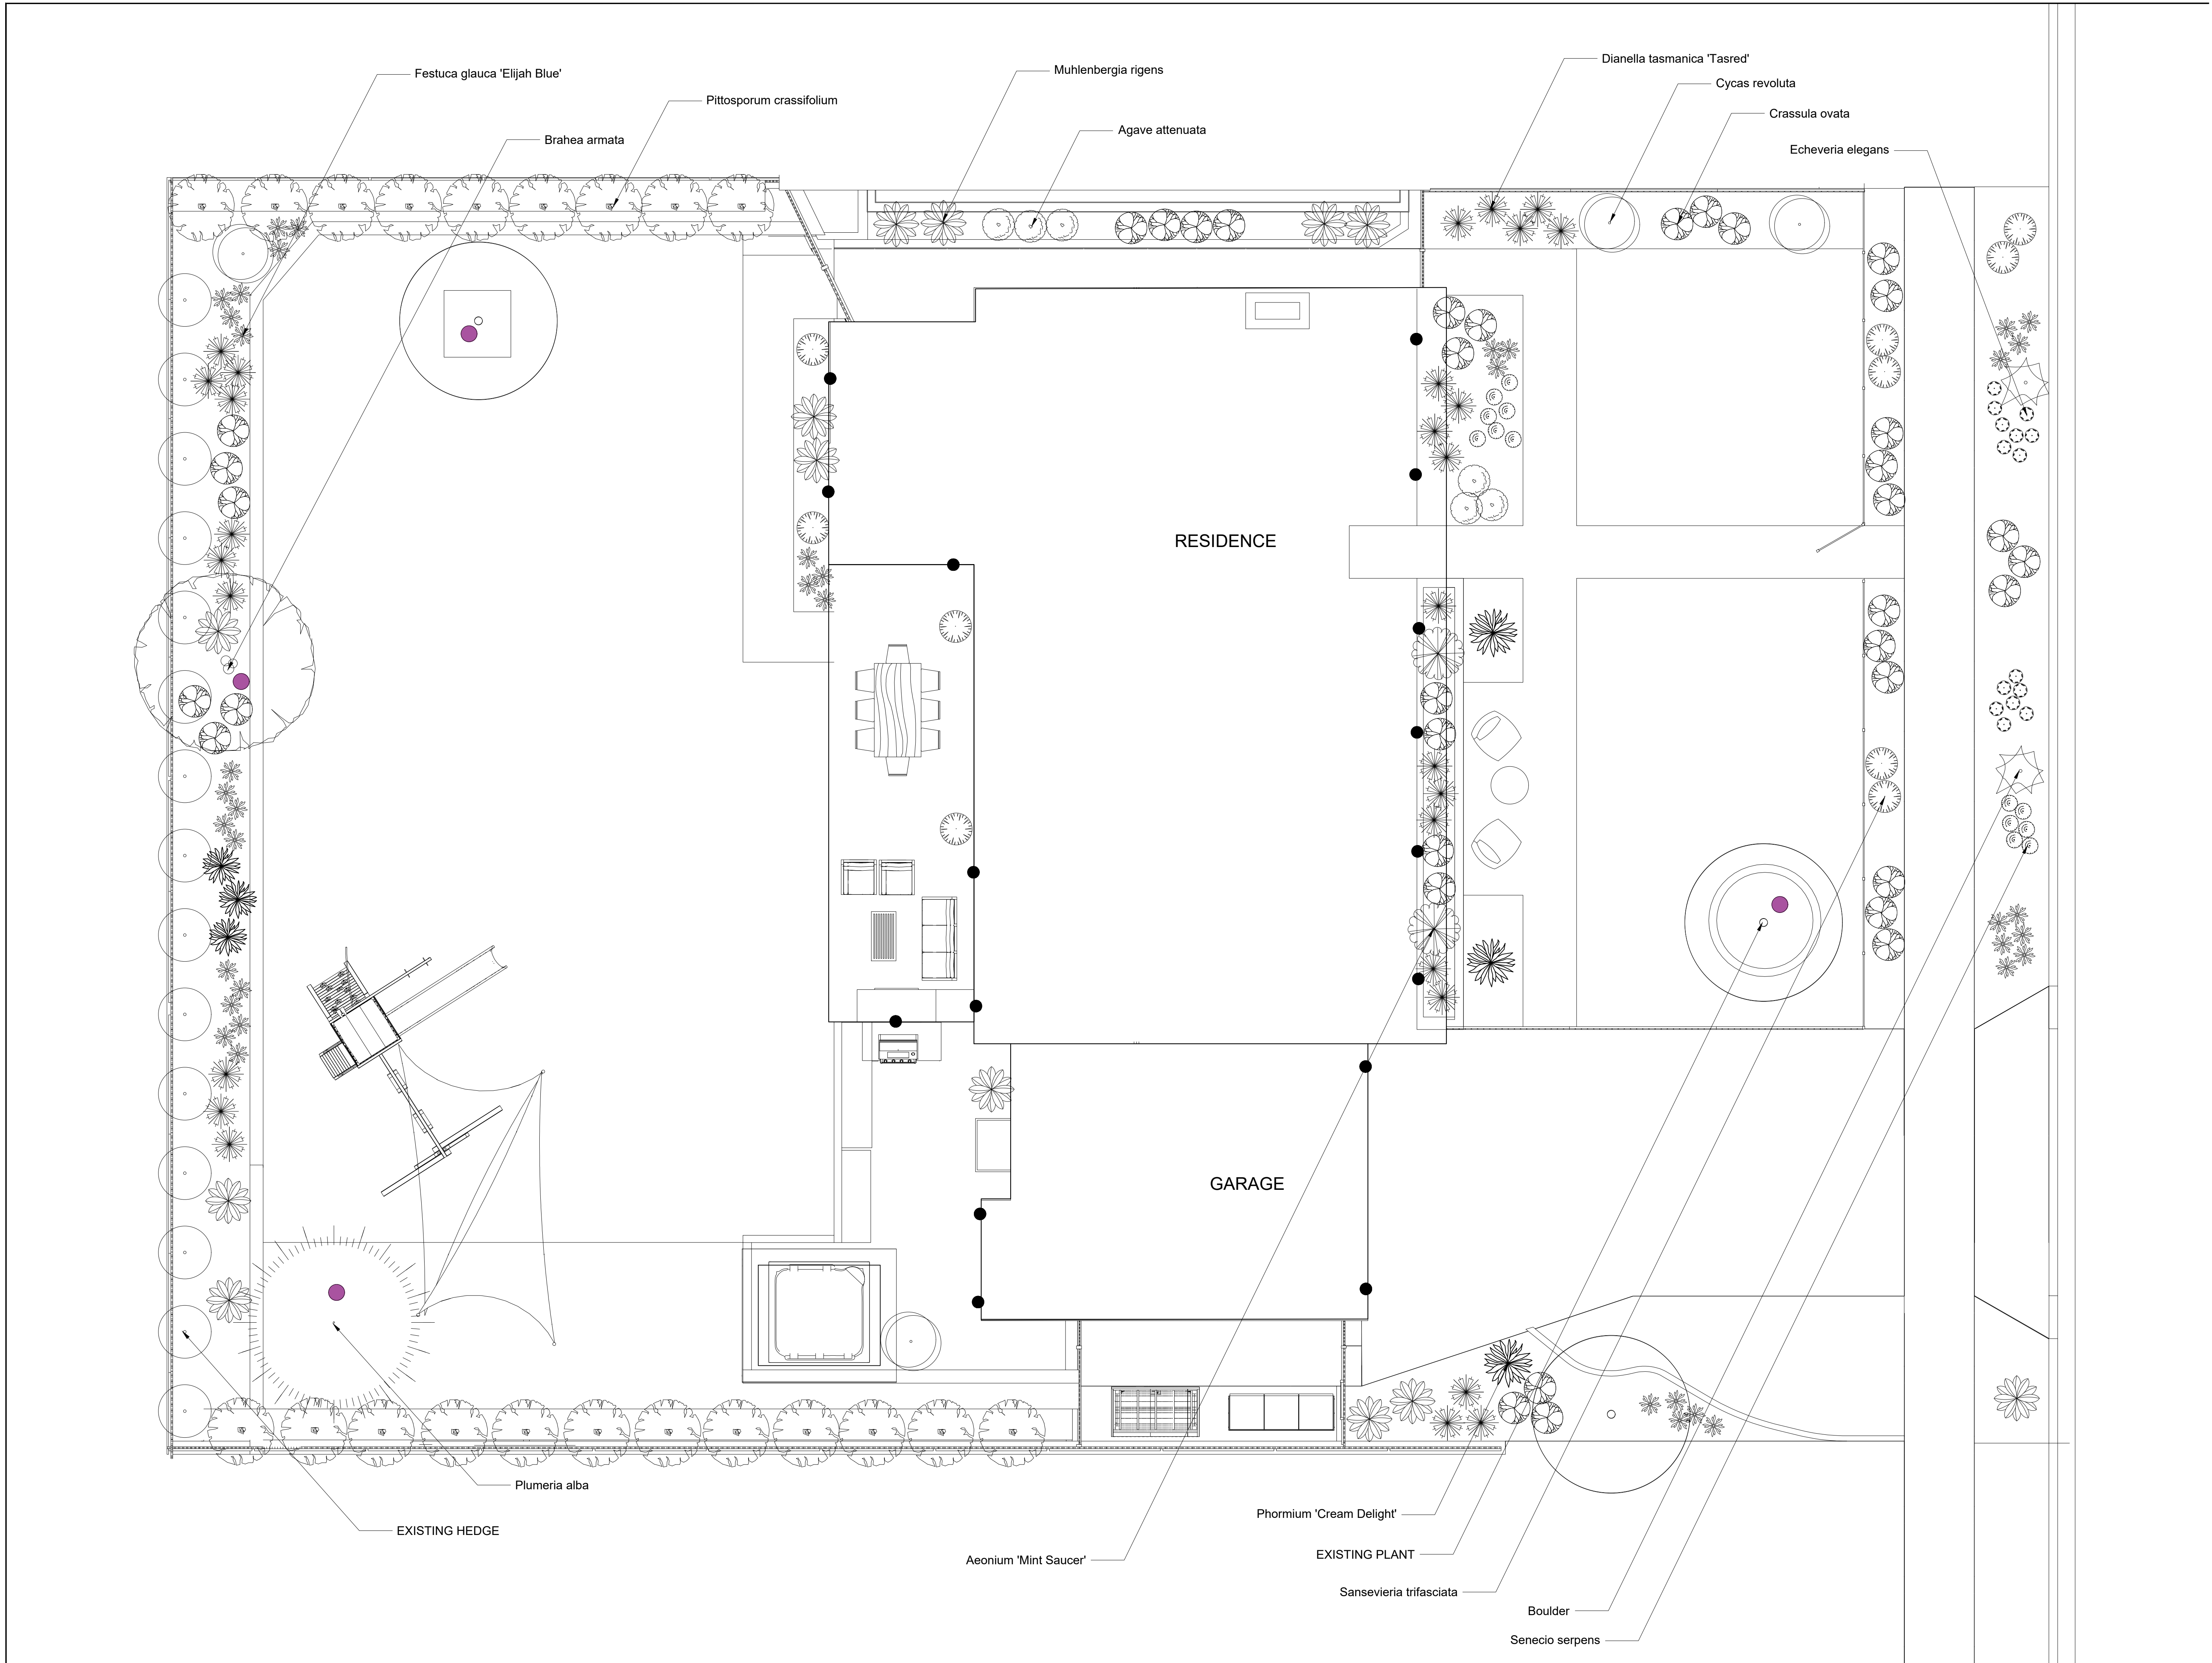 Dianella tasmanica 'Tasred'
Festuca glauca 'Elijah Blue'
Muhlenbergia rigens
Cycas revoluta
Pittosporum crassifolium
Crassula ovata
Agave attenuata
Brahea armata
Echeveria elegans
RESIDENCE
GARAGE
Plumeria alba
Phormium 'Cream Delight'
EXISTING HEDGE
EXISTING PLANT
Aeonium 'Mint Saucer'
Sansevieria trifasciata
Boulder
Senecio serpens